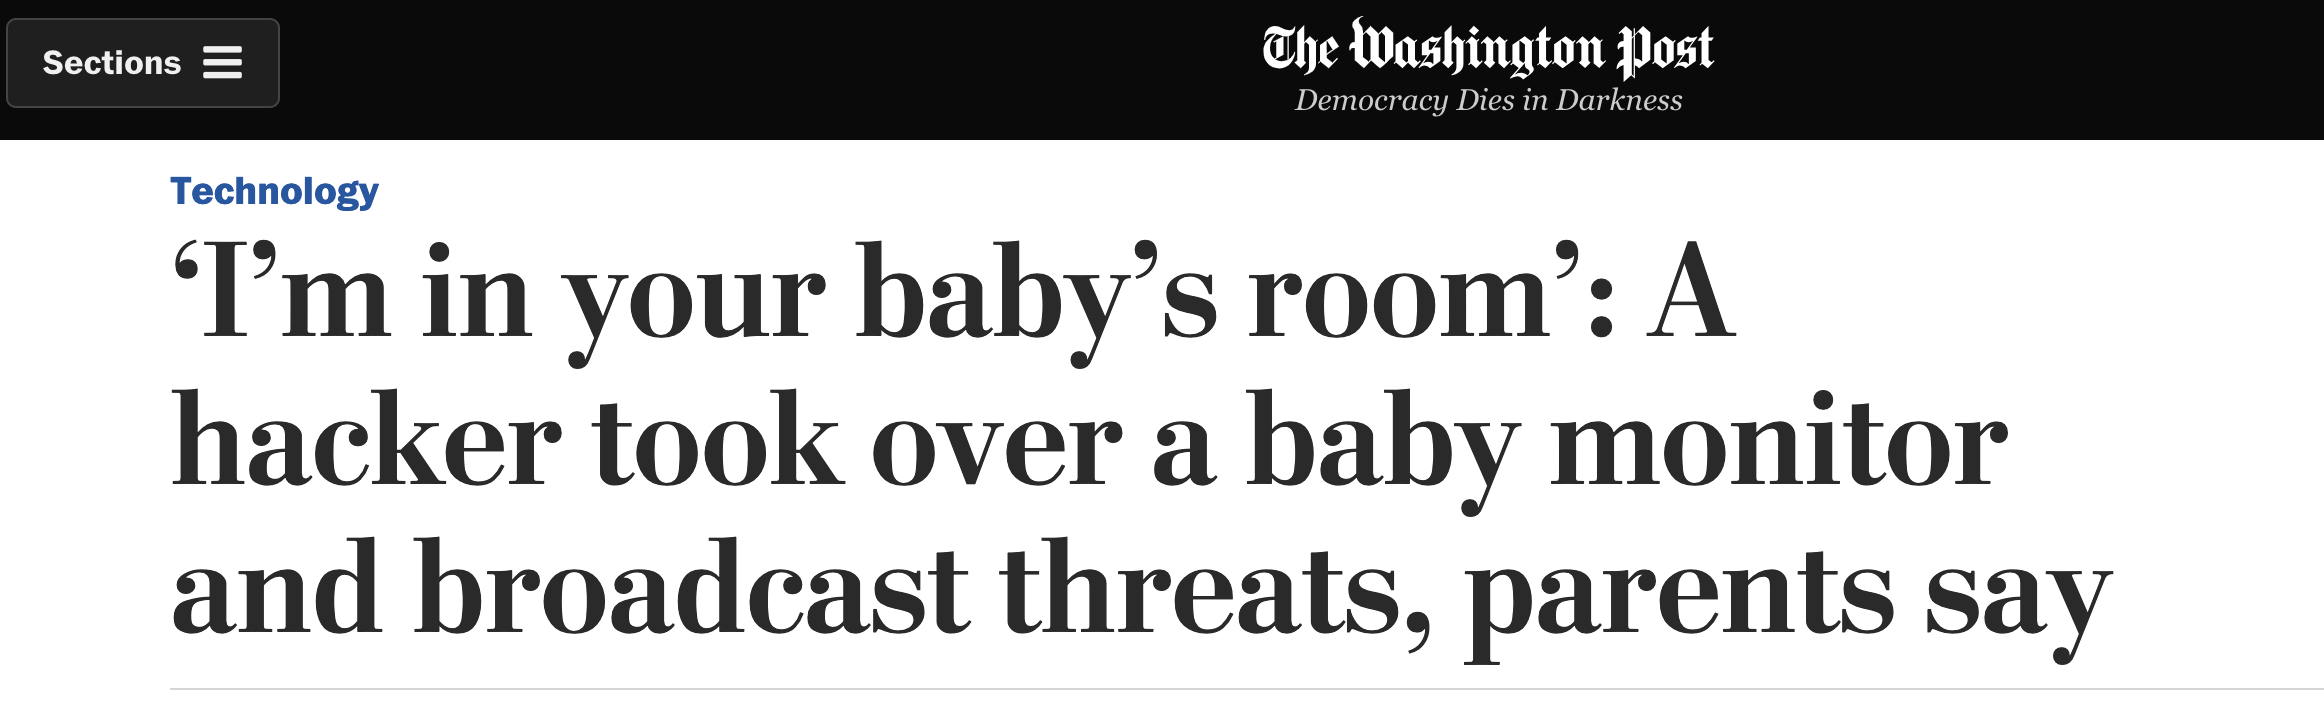 Sections
The Washington Post
Democracy Dies in Darkness
Technology
‘I’m in your baby’s room’: A
hacker took over a baby monitor
and broadcast threats, parents say